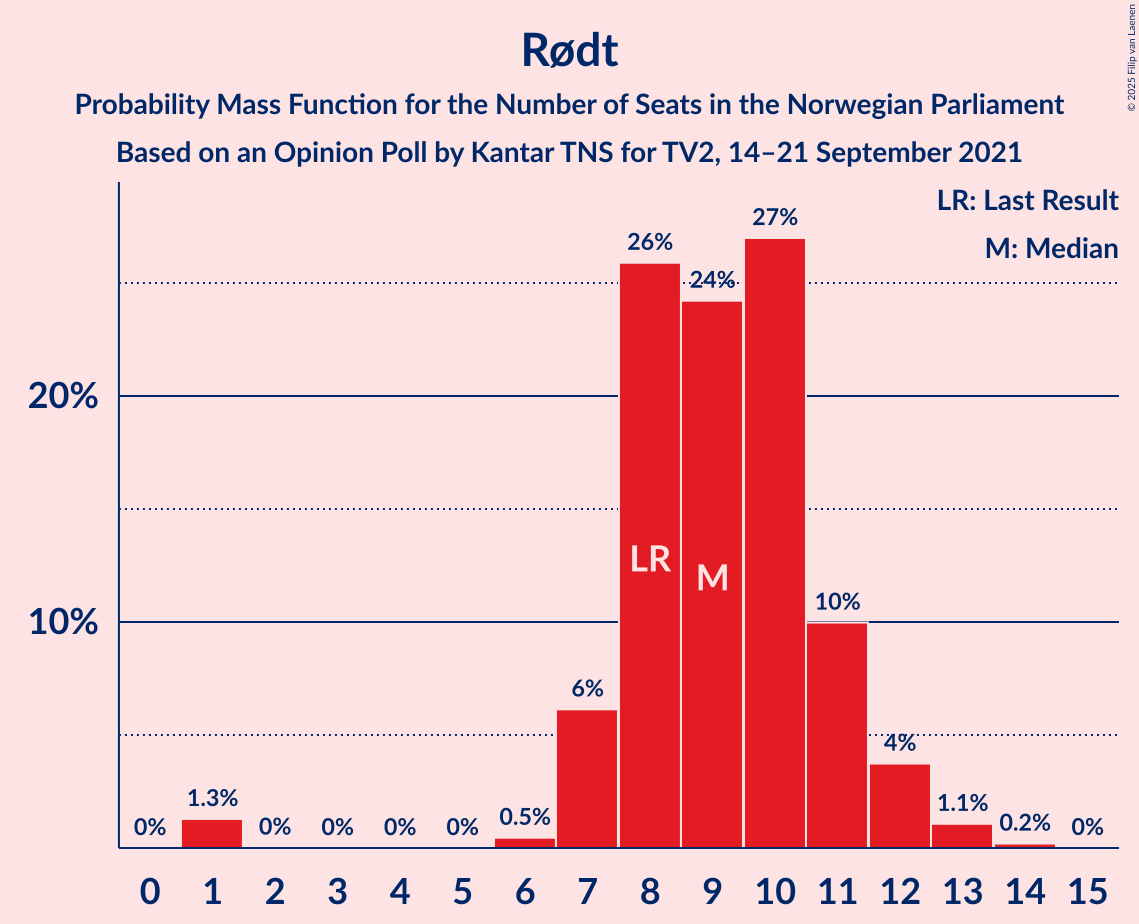 Rødt
Probability Mass Function for the Number of Seats in the Norwegian Parliament
Based on an Opinion Poll by Kantar TNS for TV2, 14–21 September 2021
© 2025 Filip van Laenen
LR: Last Result
M: Median
20%
10%
0%
1.3%
0%
0%
0%
0%
0.5%
6%
26%
24%
27%
10%
4%
1.1%
0.2%
0%
LR
M
0 1 2 3 4 5 6 7 8 9 10 11 12 13 14 15